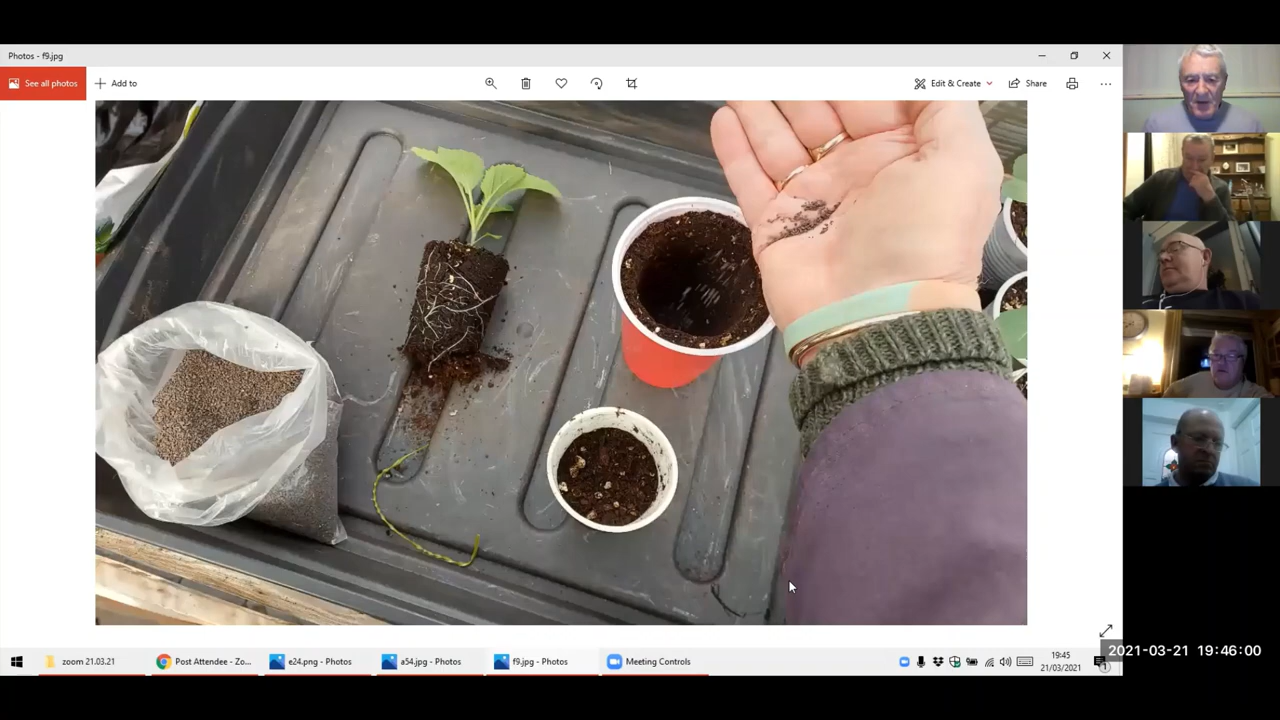 Photos - f9.jpg
See all photos
Add to
Edit & Create
Share
zoom 21.03.21
Post Attendee - Zo...
e24.png - Photos
a54.jpg - Photos
f9.jpg - Photos
Meeting Controls
19:45
21/03/2021
1
2021-03-21 19:46:00